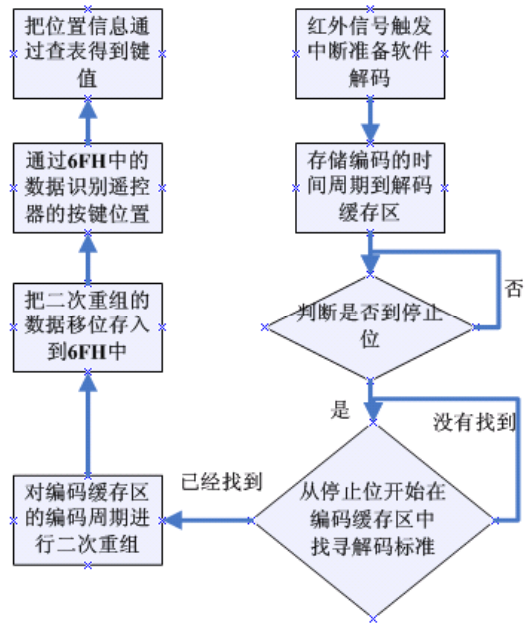 把位置信息通
过查表得到键
值
红外信号触发
中断准备软件
解码
通过6FH中的
数据识别遥控
器的按键位置
存储编码的时
间周期到解码
缓存区
把二次重组的
数据移位存入
到6FH中
判断是否到停止
位
否
是
没有找到
已经找到
对编码缓存区
的编码周期进
行二次重组
从停止位开始在
编码缓存区中
找寻解码标准